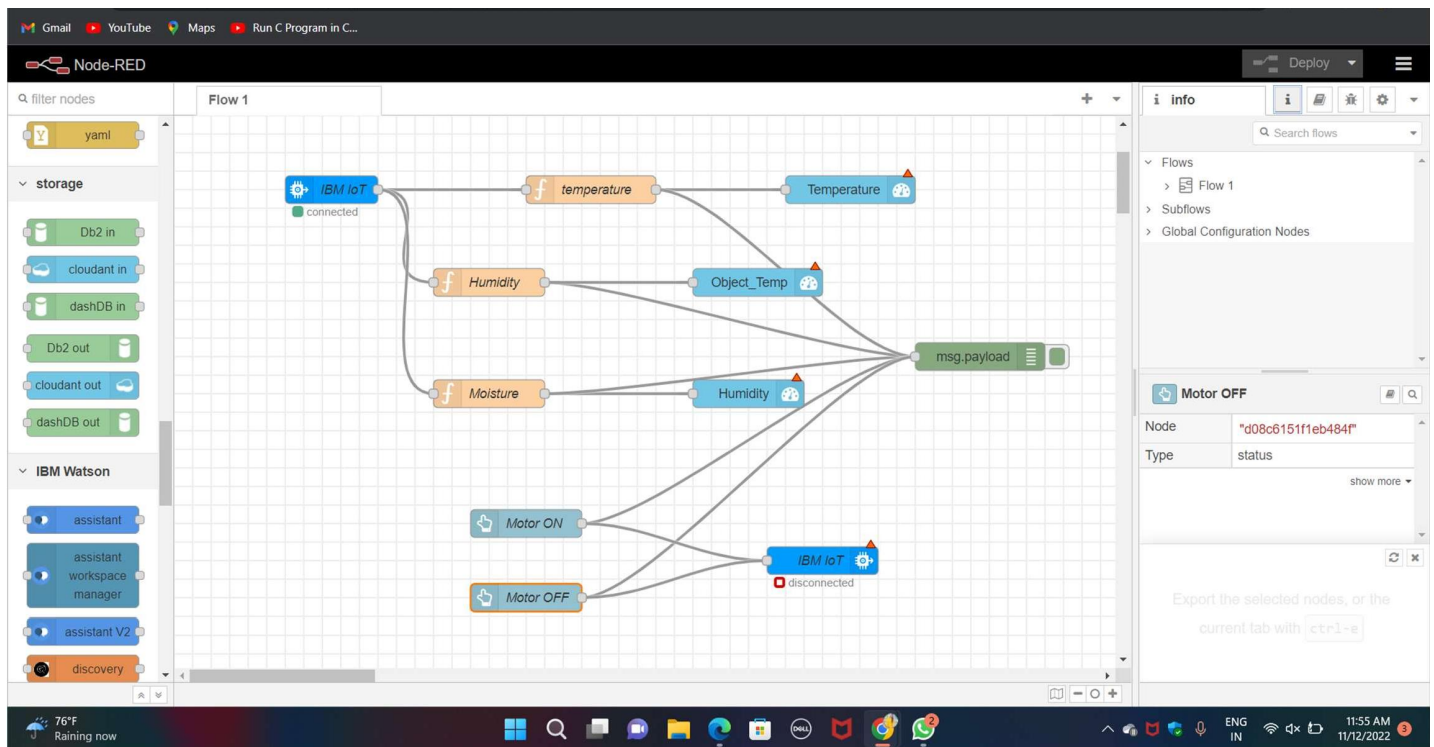 Gmail YouTube Maps Run C Program in C...
Node-RED Deploy
filter nodes Flow 1 i info
Search flows
yaml
storage
Db2 in
cloudant in
dashDB in
Db2 out
cloudant out
dashDB out
IBM Watson
assistant
assistant
workspace
manager
assistant V2
discovery
IBM IoT
connected
temperature
Temperature
Humidity
Object_Temp
msg.payload
Moisture
Humidity
Motor ON
IBM IoT
disconnected
Motor OFF
Flows
Flow 1
Subflows
Global Configuration Nodes
Motor OFF
Node "d08c6151f1eb484f"
Type status
show more
Export the selected nodes, or the
current tab with ctrl-e
76°F
Raining now
DELL
1
2
ENG
IN
11:55 AM
11/12/2022
3